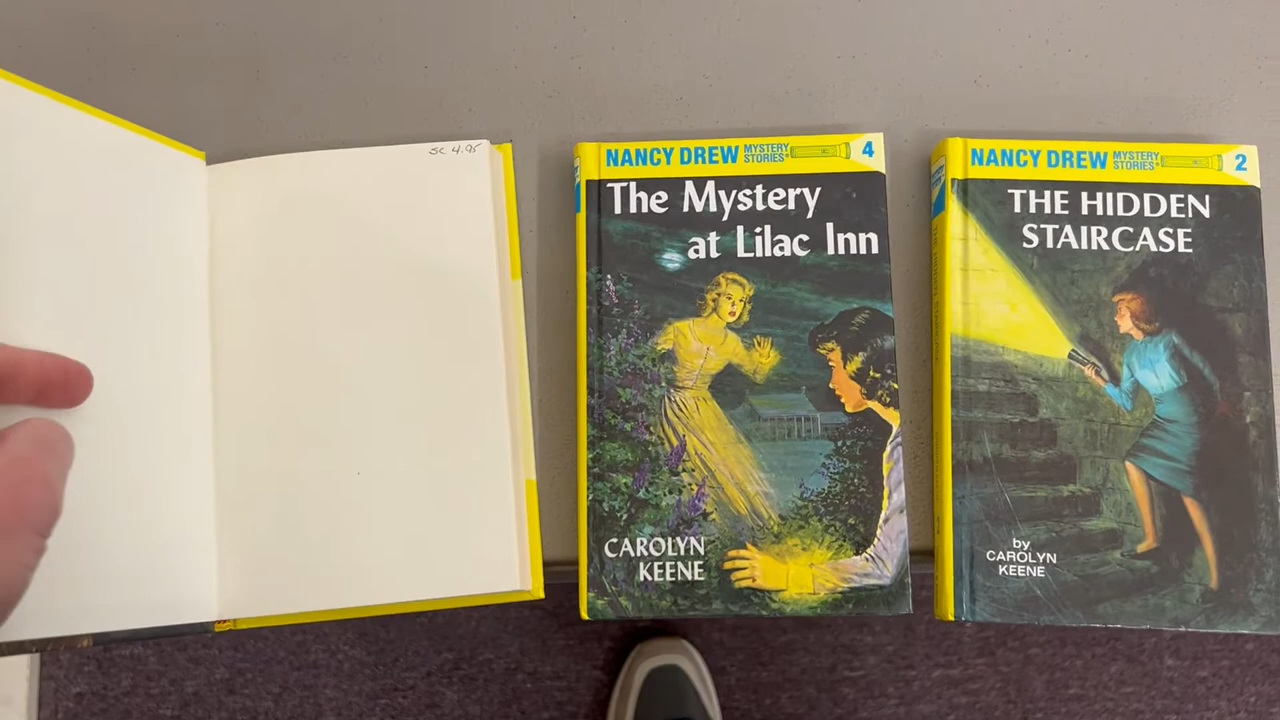 sc 4.95
NANCY DREW MYSTERY STORIES® 4
The Mystery
at Lilac Inn
CAROLYN
KEENE
NANCY DREW MYSTERY STORIES® 2
THE HIDDEN
STAIRCASE
by
CAROLYN
KEENE